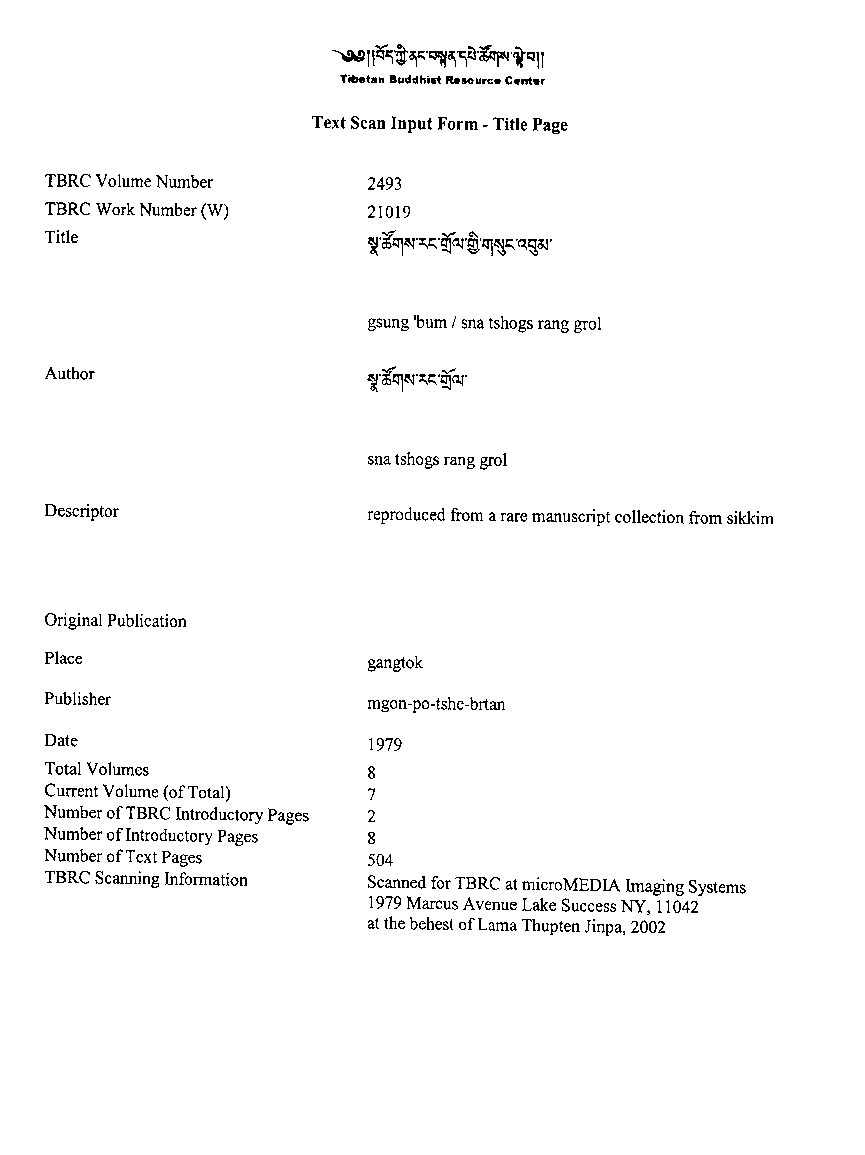 ༄༅།།བོད་ཀྱི་ནང་བསྟན་དཔེ་ཚོགས་ལྟེ་བ།།
Tibetan Buddhist Resource Center
Text Scan Input Form - Title Page
TBRC Volume Number 2493
TBRC Work Number (W) 21019
Title སྣ་ཚོགས་རང་གྲོལ་གྱི་གསུང་འབུམ་
gsung 'bum / sna tshogs rang grol
Author སྣ་ཚོགས་རང་གྲོལ་
sna tshogs rang grol
Descriptor reproduced from a rare manuscript collection from sikkim
Original Publication
Place gangtok
Publisher mgon-po-tshe-brtan
Date 1979
Total Volumes 8
Current Volume (of Total) 7
Number of TBRC Introductory Pages 2
Number of Introductory Pages 8
Number of Text Pages 504
TBRC Scanning Information Scanned for TBRC at microMEDIA Imaging Systems
1979 Marcus Avenue Lake Success NY, 11042
at the behest of Lama Thupten Jinpa, 2002